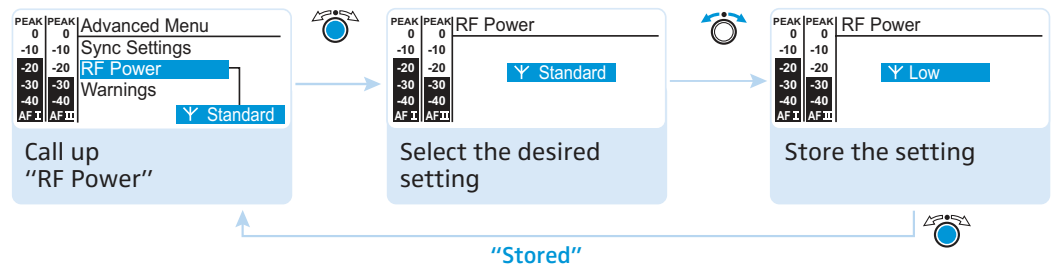 PEAK PEAK Advanced Menu
0 0
-10 -10 Sync Settings
-20 -20 RF Power
-30 -30 Warnings
-40 -40
AF I AF II Standard
Call up
"RF Power"
PEAK PEAK RF Power
0 0
-10 -10
-20 -20 Standard
-30 -30
-40 -40
AF I AF II
Select the desired
setting
PEAK PEAK RF Power
0 0
-10 -10
-20 -20 Low
-30 -30
-40 -40
AF I AF II
Store the setting
"Stored"